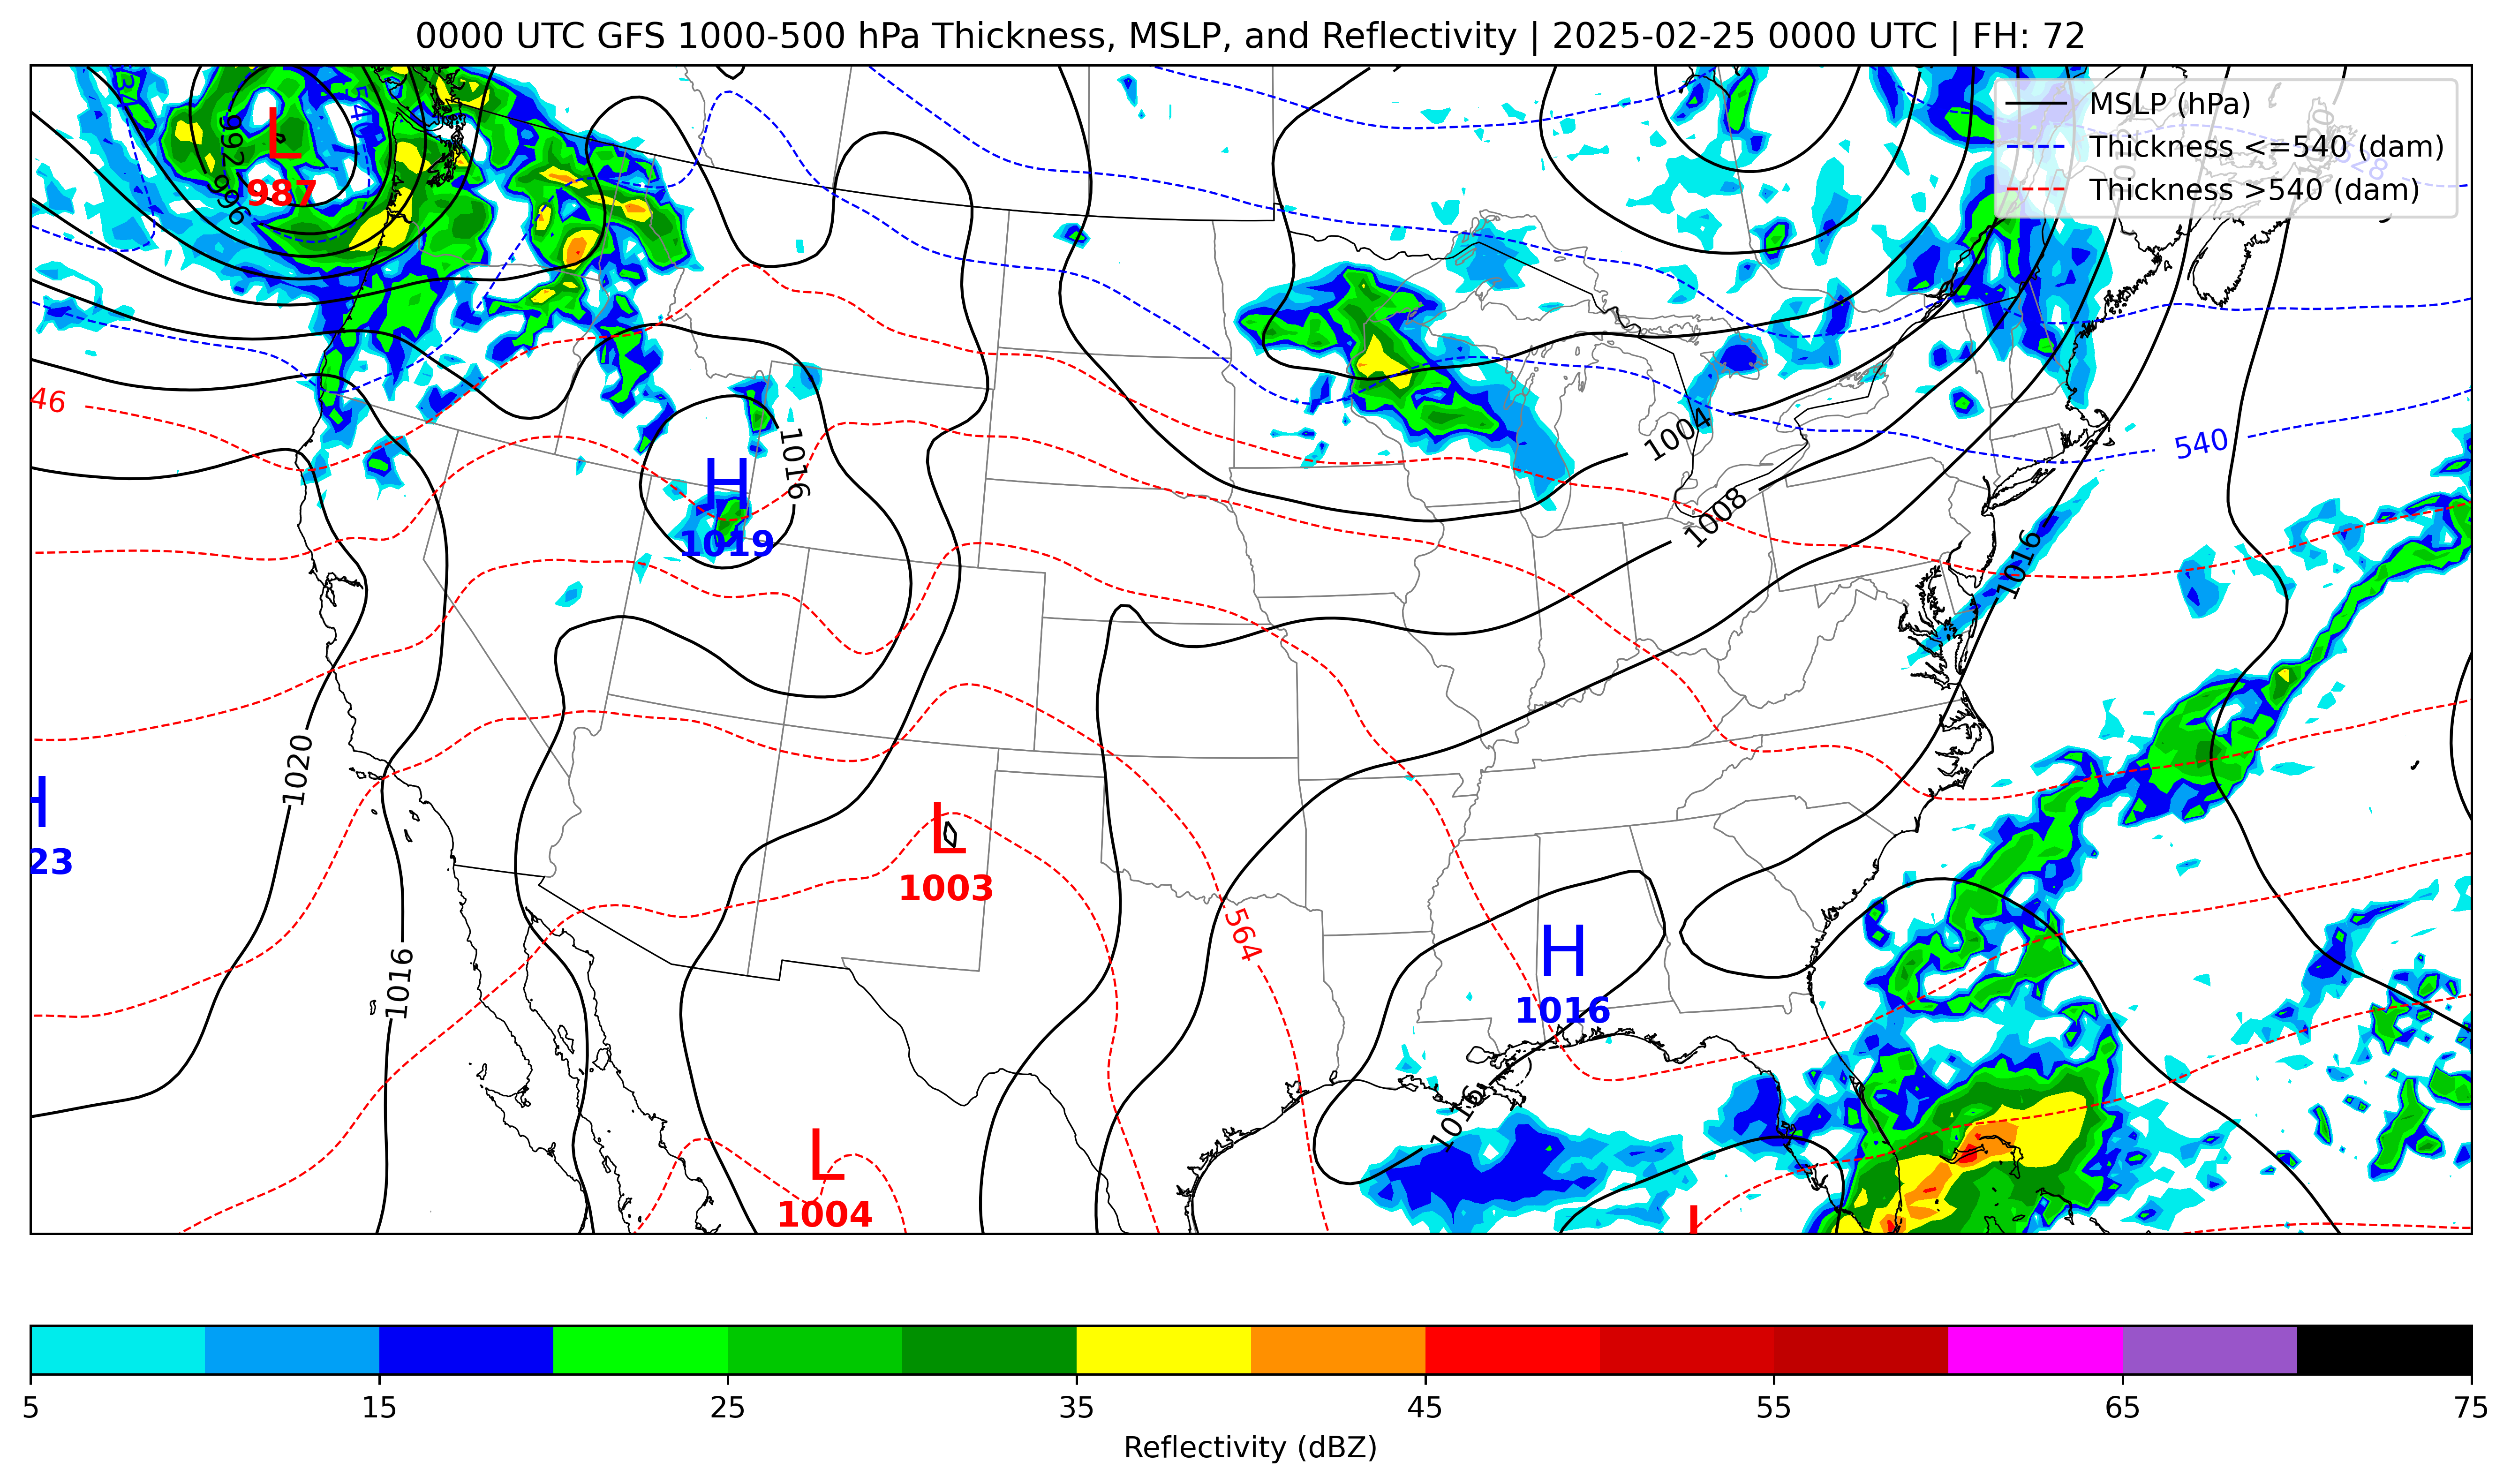 0000 UTC GFS 1000-500 hPa Thickness, MSLP, and Reflectivity | 2025-02-25 0000 UTC | FH: 72
MSLP (hPa)
Thickness <=540 (dam)
Thickness >540 (dam)
540
992
L
987
996
528
46
540
1004
1016
H
1019
1008
1016
1020
H
23
L
1003
564
H
1016
1016
1016
L
1004
L
5 15 25 35 45 55 65 75
Reflectivity (dBZ)